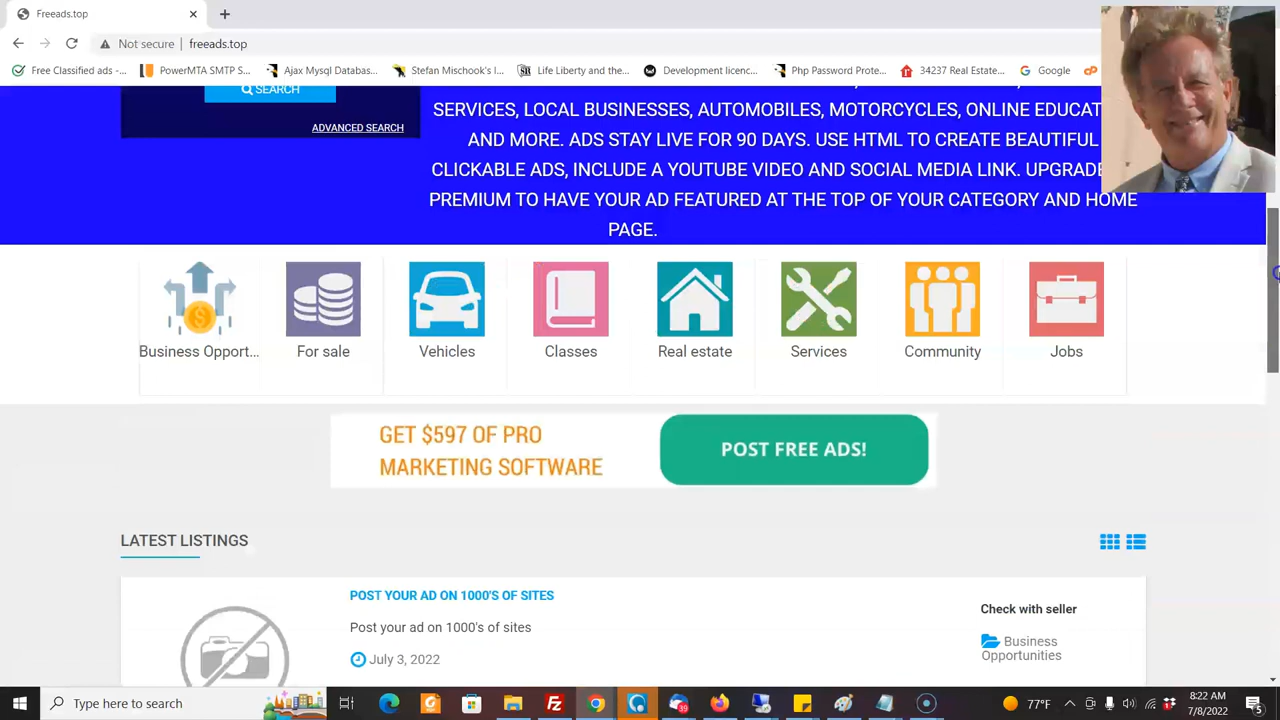 Freeads.top
Not secure | freeads.top
Free Classified ads -...
PowerMTA SMTP S...
Ajax Mysql Databas...
Stefan Mischook's I...
Life Liberty and the...
Development licenc...
Php Password Prote...
34237 Real Estate...
Google
SEARCH
ADVANCED SEARCH
SERVICES, LOCAL BUSINESSES, AUTOMOBILES, MOTORCYCLES, ONLINE EDUCAT
AND MORE. ADS STAY LIVE FOR 90 DAYS. USE HTML TO CREATE BEAUTIFUL
CLICKABLE ADS, INCLUDE A YOUTUBE VIDEO AND SOCIAL MEDIA LINK. UPGRADE
PREMIUM TO HAVE YOUR AD FEATURED AT THE TOP OF YOUR CATEGORY AND HOME
PAGE.
Business Opport...
For sale
Vehicles
Classes
Real estate
Services
Community
Jobs
GET $597 OF PRO
MARKETING SOFTWARE
POST FREE ADS!
LATEST LISTINGS
POST YOUR AD ON 1000'S OF SITES
Post your ad on 1000's of sites
July 3, 2022
Check with seller
Business
Opportunities
Type here to search
39
77°F
8:22 AM
7/8/2022
5